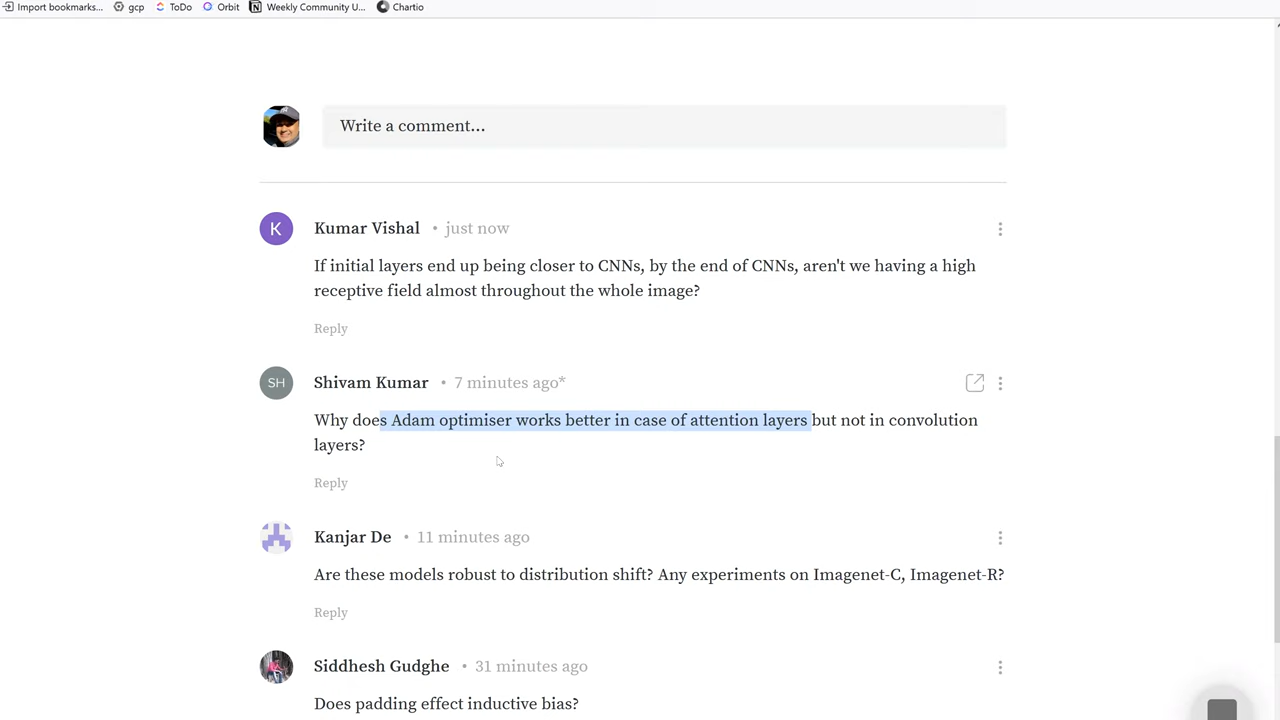 Import bookmarks... gcp ToDo Orbit Weekly Community U... Chartio
Write a comment...
K Kumar Vishal • just now
If initial layers end up being closer to CNNs, by the end of CNNs, aren't we having a high
receptive field almost throughout the whole image?
Reply
SH Shivam Kumar • 7 minutes ago*
Why does Adam optimiser works better in case of attention layers but not in convolution
layers?
Reply
Kanjar De • 11 minutes ago
Are these models robust to distribution shift? Any experiments on Imagenet-C, Imagenet-R?
Reply
Siddhesh Gudghe • 31 minutes ago
Does padding effect inductive bias?